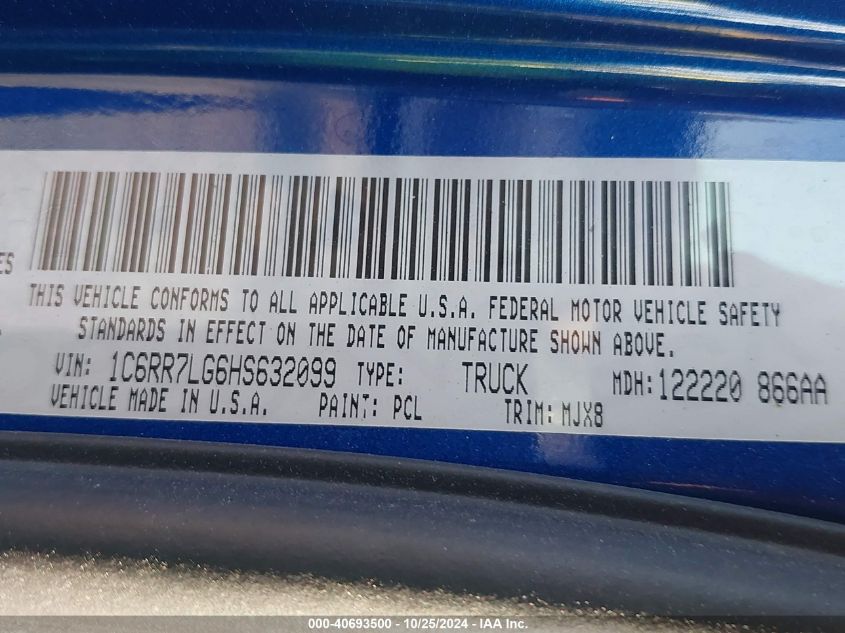 ES
THIS VEHICLE CONFORMS TO ALL APPLICABLE U.S.A. FEDERAL MOTOR VEHICLE SAFETY
STANDARDS IN EFFECT ON THE DATE OF MANUFACTURE SHOWN ABOVE.
VIN: 1C6RR7LG6HS632099 TYPE: TRUCK MDH:122220 866AA
VEHICLE MADE IN U.S.A. PAINT: PCL TRIM: MJX8
000-40693500 - 10/25/2024 - IAA Inc.